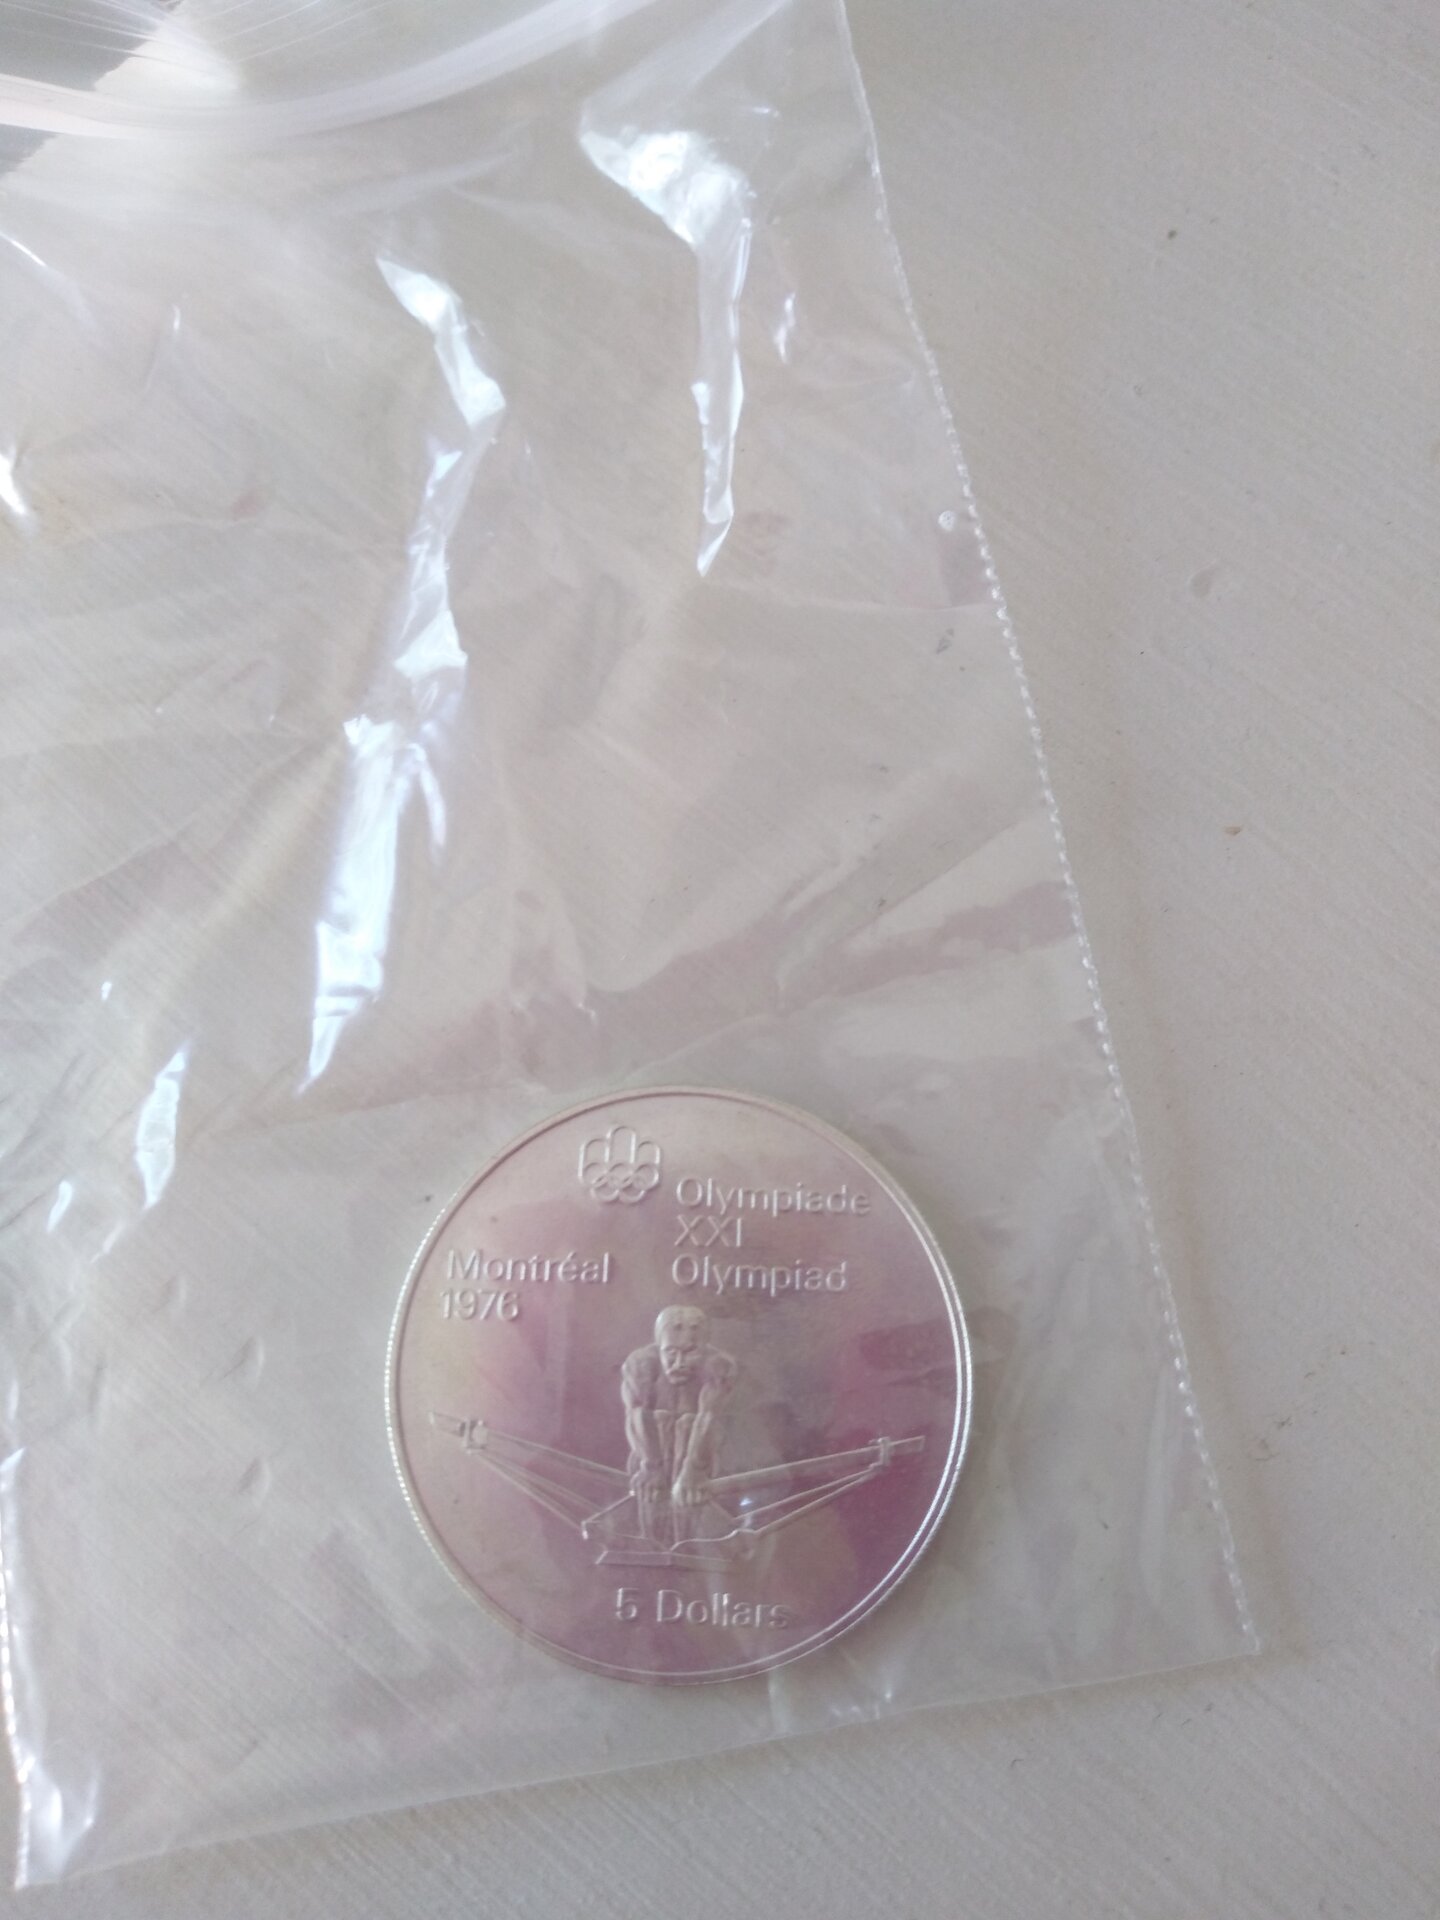 Olympiade
XXI
Olympiad
Montréal
1976
5 Dollars